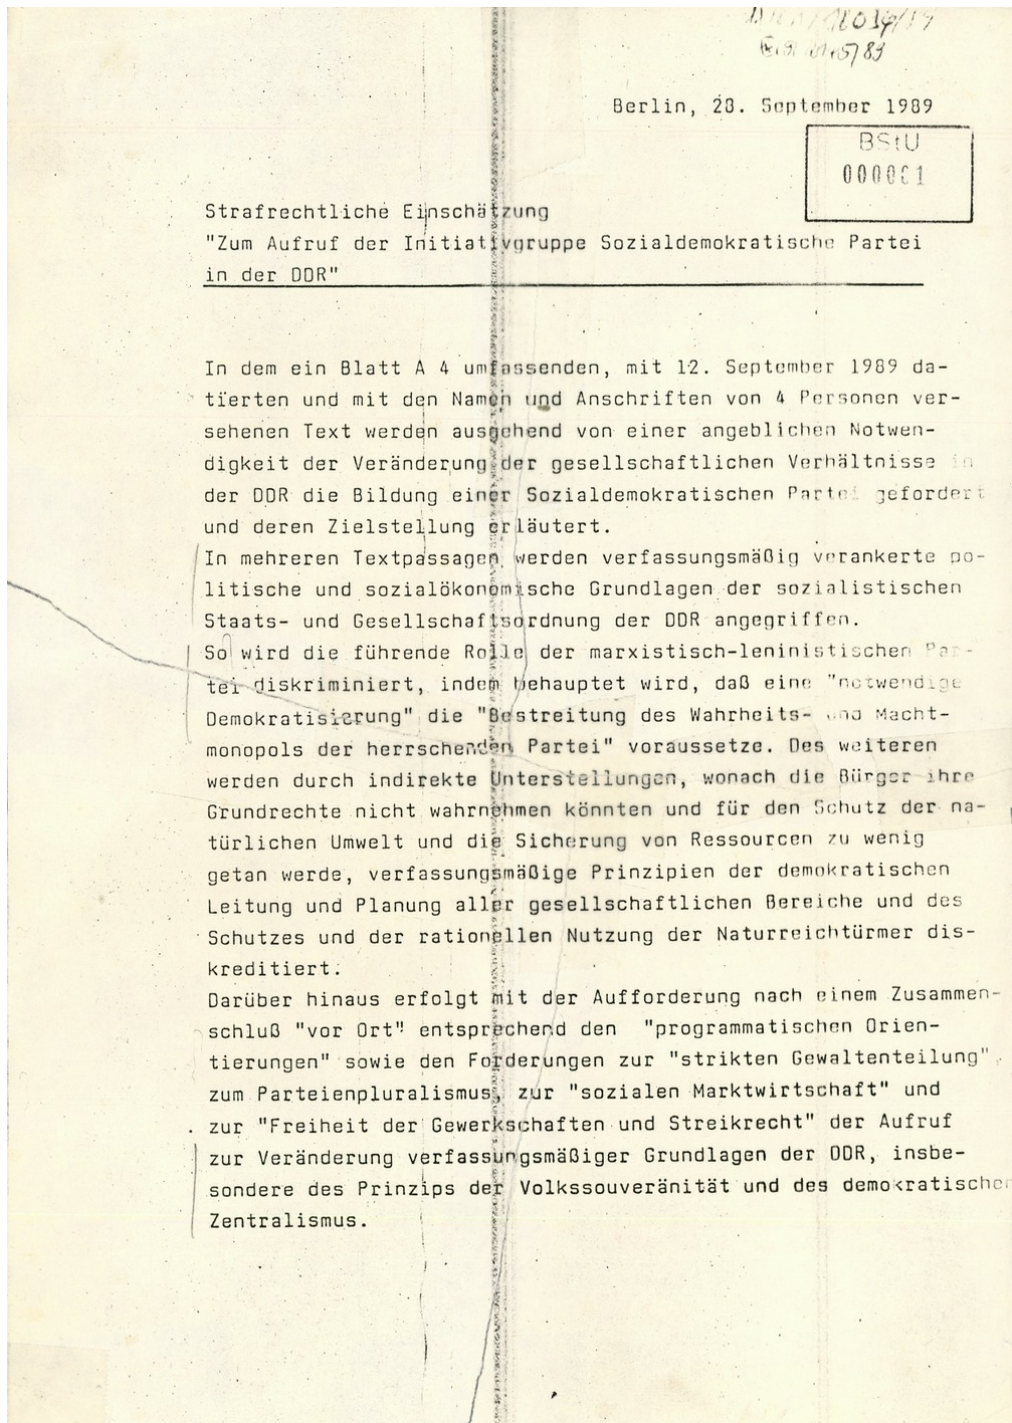 Berlin, 28. September 1989
BStU
000001
Strafrechtliche Einschätzung
"Zum Aufruf der Initiativgruppe Sozialdemokratische Partei
in der DDR"
In dem ein Blatt A 4 umfassenden, mit 12. September 1989 da-
tierten und mit den Namen und Anschriften von 4 Personen ver-
sehenen Text werden ausgehend von einer angeblichen Notwen-
digkeit der Veränderung der gesellschaftlichen Verhältnisse in
der DDR die Bildung einer Sozialdemokratischen Partei gefordert
und deren Zielstellung erläutert.
In mehreren Textpassagen werden verfassungsmäßig verankerte po-
litische und sozialökonomische Grundlagen der sozialistischen
Staats- und Gesellschaftsordnung der DDR angegriffen.
So wird die führende Rolle der marxistisch-leninistischen Par-
tei diskriminiert, indem behauptet wird, daß eine "notwendige
Demokratisierung" die "Bestreitung des Wahrheits- und Macht-
monopols der herrschenden Partei" voraussetze. Des weiteren
werden durch indirekte Unterstellungen, wonach die Bürger ihre
Grundrechte nicht wahrnehmen könnten und für den Schutz der na-
türlichen Umwelt und die Sicherung von Ressourcen zu wenig
getan werde, verfassungsmäßige Prinzipien der demokratischen
Leitung und Planung aller gesellschaftlichen Bereiche und des
Schutzes und der rationellen Nutzung der Naturreichtürmer dis-
kreditiert.
Darüber hinaus erfolgt mit der Aufforderung nach einem Zusammen-
schluß "vor Ort" entsprechend den "programmatischen Orien-
tierungen" sowie den Forderungen zur "strikten Gewaltenteilung",
zum Parteienpluralismus, zur "sozialen Marktwirtschaft" und
zur "Freiheit der Gewerkschaften und Streikrecht" der Aufruf
zur Veränderung verfassungsmäßiger Grundlagen der DDR, insbe-
sondere des Prinzips der Volkssouveränität und des demokratischen
Zentralismus.